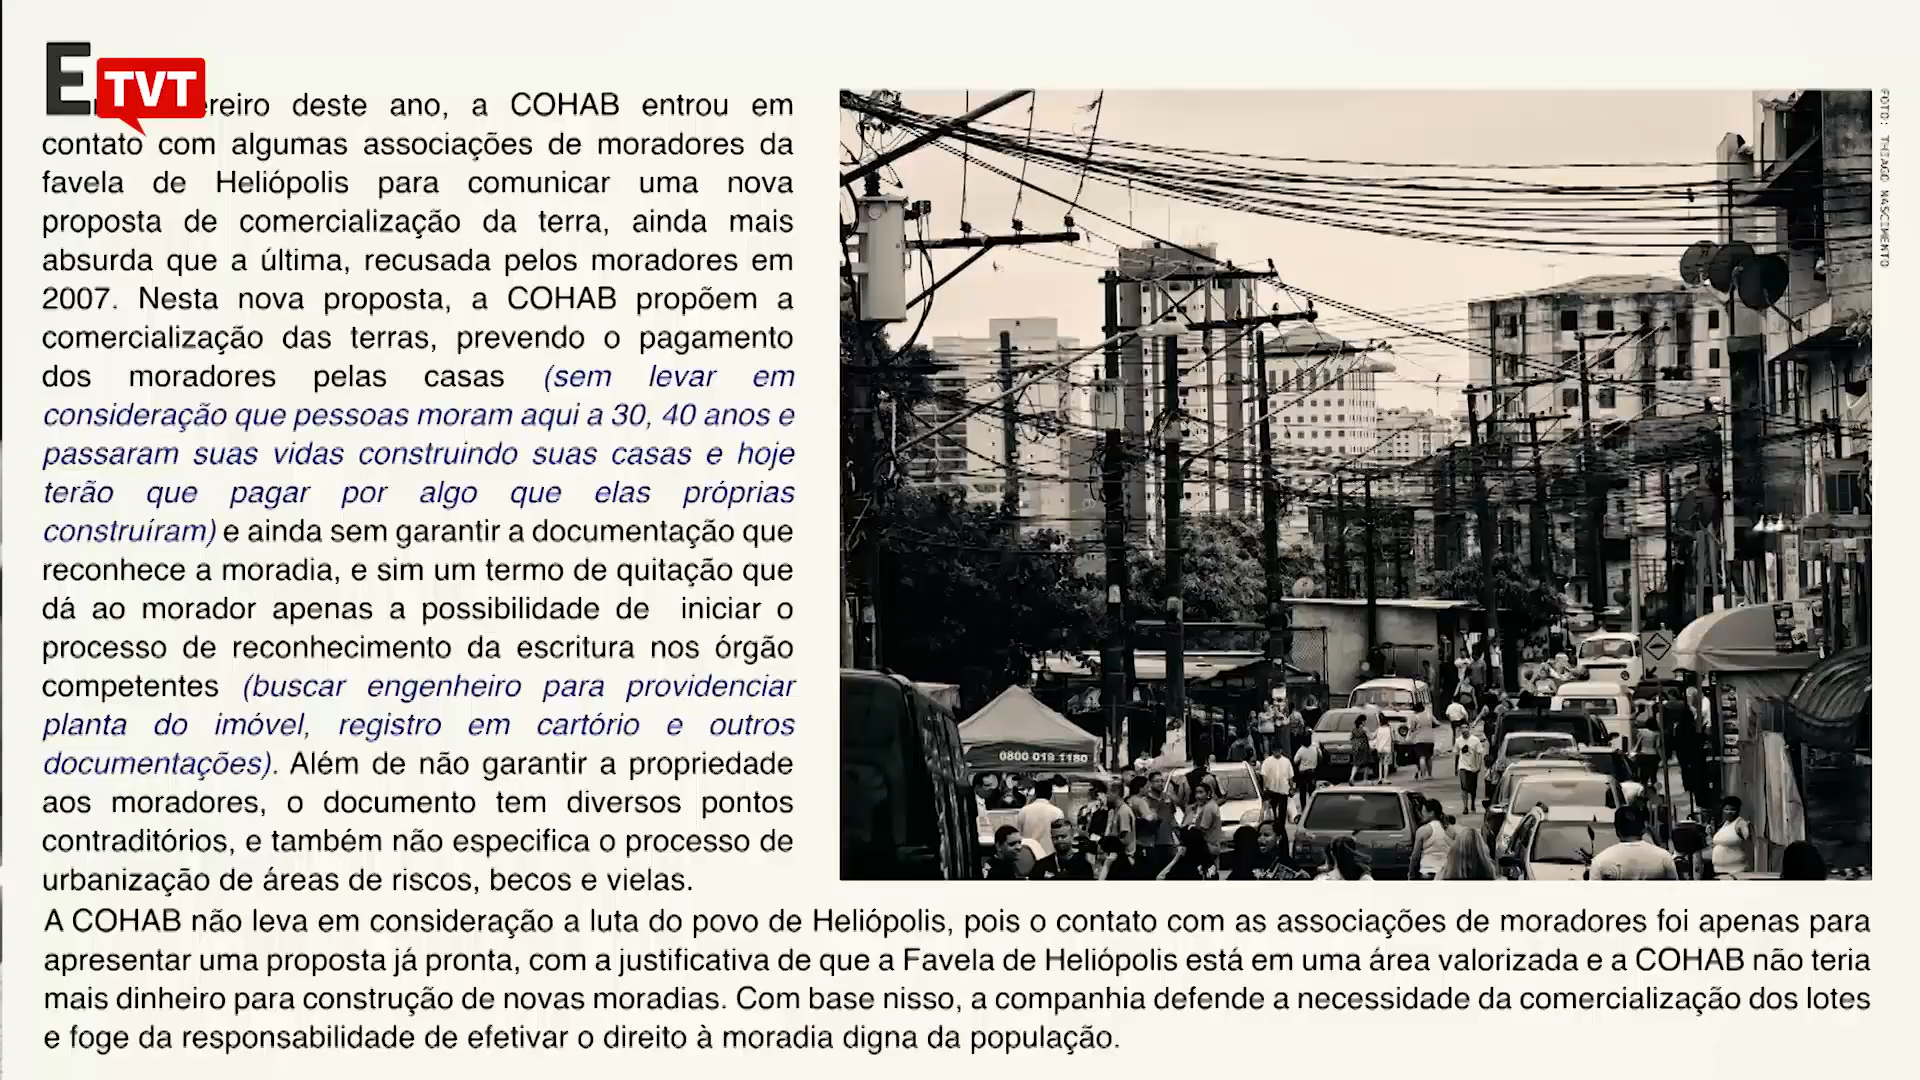 E
TVT
ereiro deste ano, a COHAB entrou em
contato com algumas associações de moradores da
favela de Heliópolis para comunicar uma nova
proposta de comercialização da terra, ainda mais
absurda que a última, recusada pelos moradores em
2007. Nesta nova proposta, a COHAB propõem a
comercialização das terras, prevendo o pagamento
dos moradores pelas casas (sem levar em
consideração que pessoas moram aqui a 30, 40 anos e
passaram suas vidas construindo suas casas e hoje
terão que pagar por algo que elas próprias
construíram) e ainda sem garantir a documentação que
reconhece a moradia, e sim um termo de quitação que
dá ao morador apenas a possibilidade de iniciar o
processo de reconhecimento da escritura nos órgão
competentes (buscar engenheiro para providenciar
planta do imóvel, registro em cartório e outros
documentações). Além de não garantir a propriedade
aos moradores, o documento tem diversos pontos
contraditórios, e também não especifica o processo de
urbanização de áreas de riscos, becos e vielas.
A COHAB não leva em consideração a luta do povo de Heliópolis, pois o contato com as associações de moradores foi apenas para
apresentar uma proposta já pronta, com a justificativa de que a Favela de Heliópolis está em uma área valorizada e a COHAB não teria
mais dinheiro para construção de novas moradias. Com base nisso, a companhia defende a necessidade da comercialização dos lotes
e foge da responsabilidade de efetivar o direito à moradia digna da população.
FOTO: THIAGO NASCIMENTO
0800 019 1180